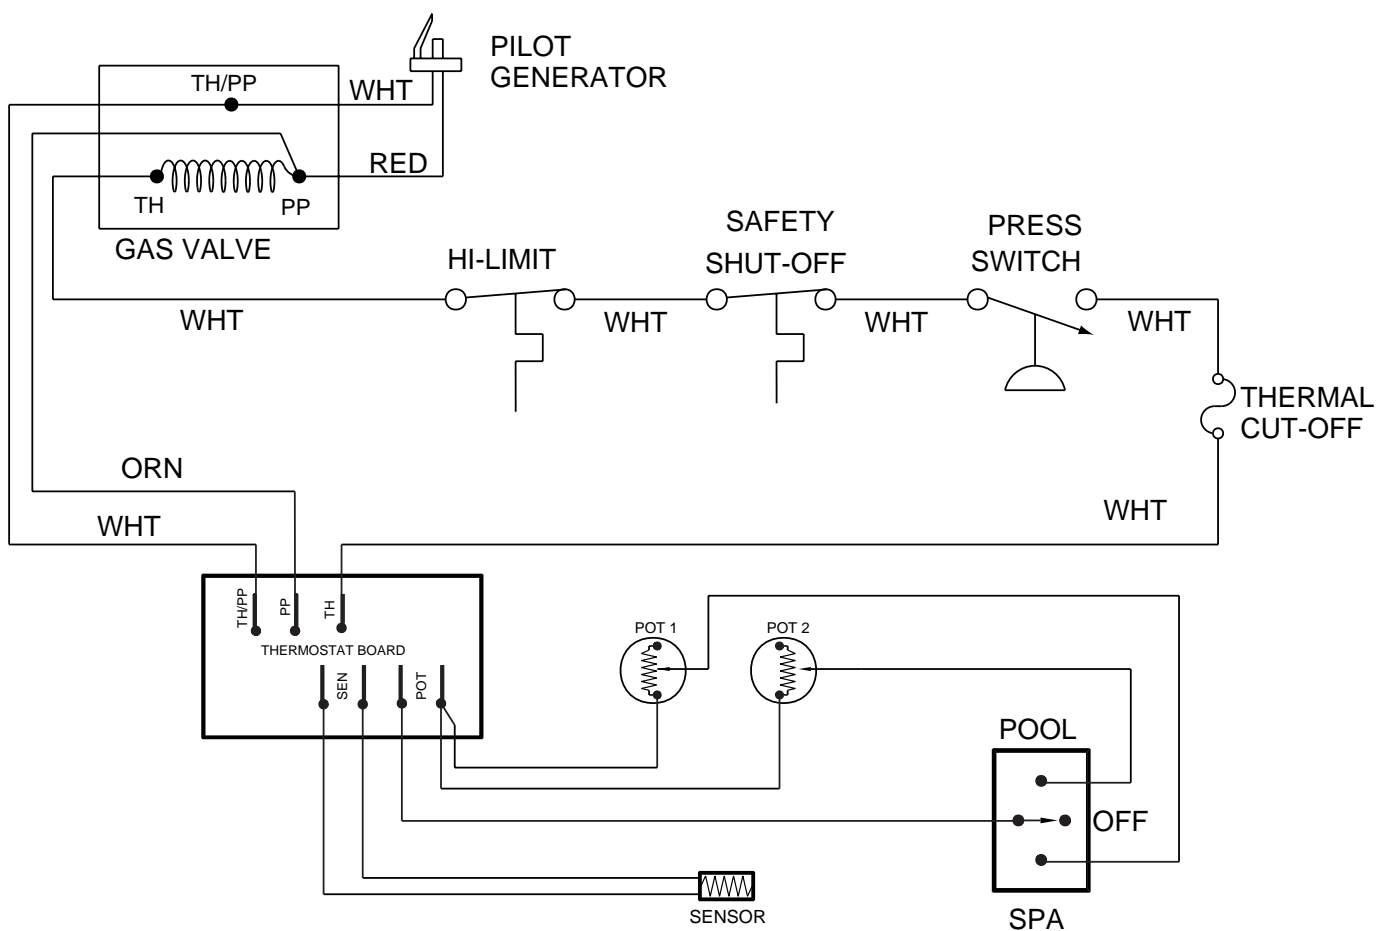 PILOT
GENERATOR
TH/PP
WHT
RED
TH
PP
GAS VALVE
SAFETY
SHUT-OFF
PRESS
SWITCH
HI-LIMIT
WHT
WHT
WHT
WHT
THERMAL
CUT-OFF
ORN
WHT
WHT
TH/PP
PP
TH
THERMOSTAT BOARD
SEN
POT
POT 1
POT 2
POOL
OFF
SPA
SENSOR